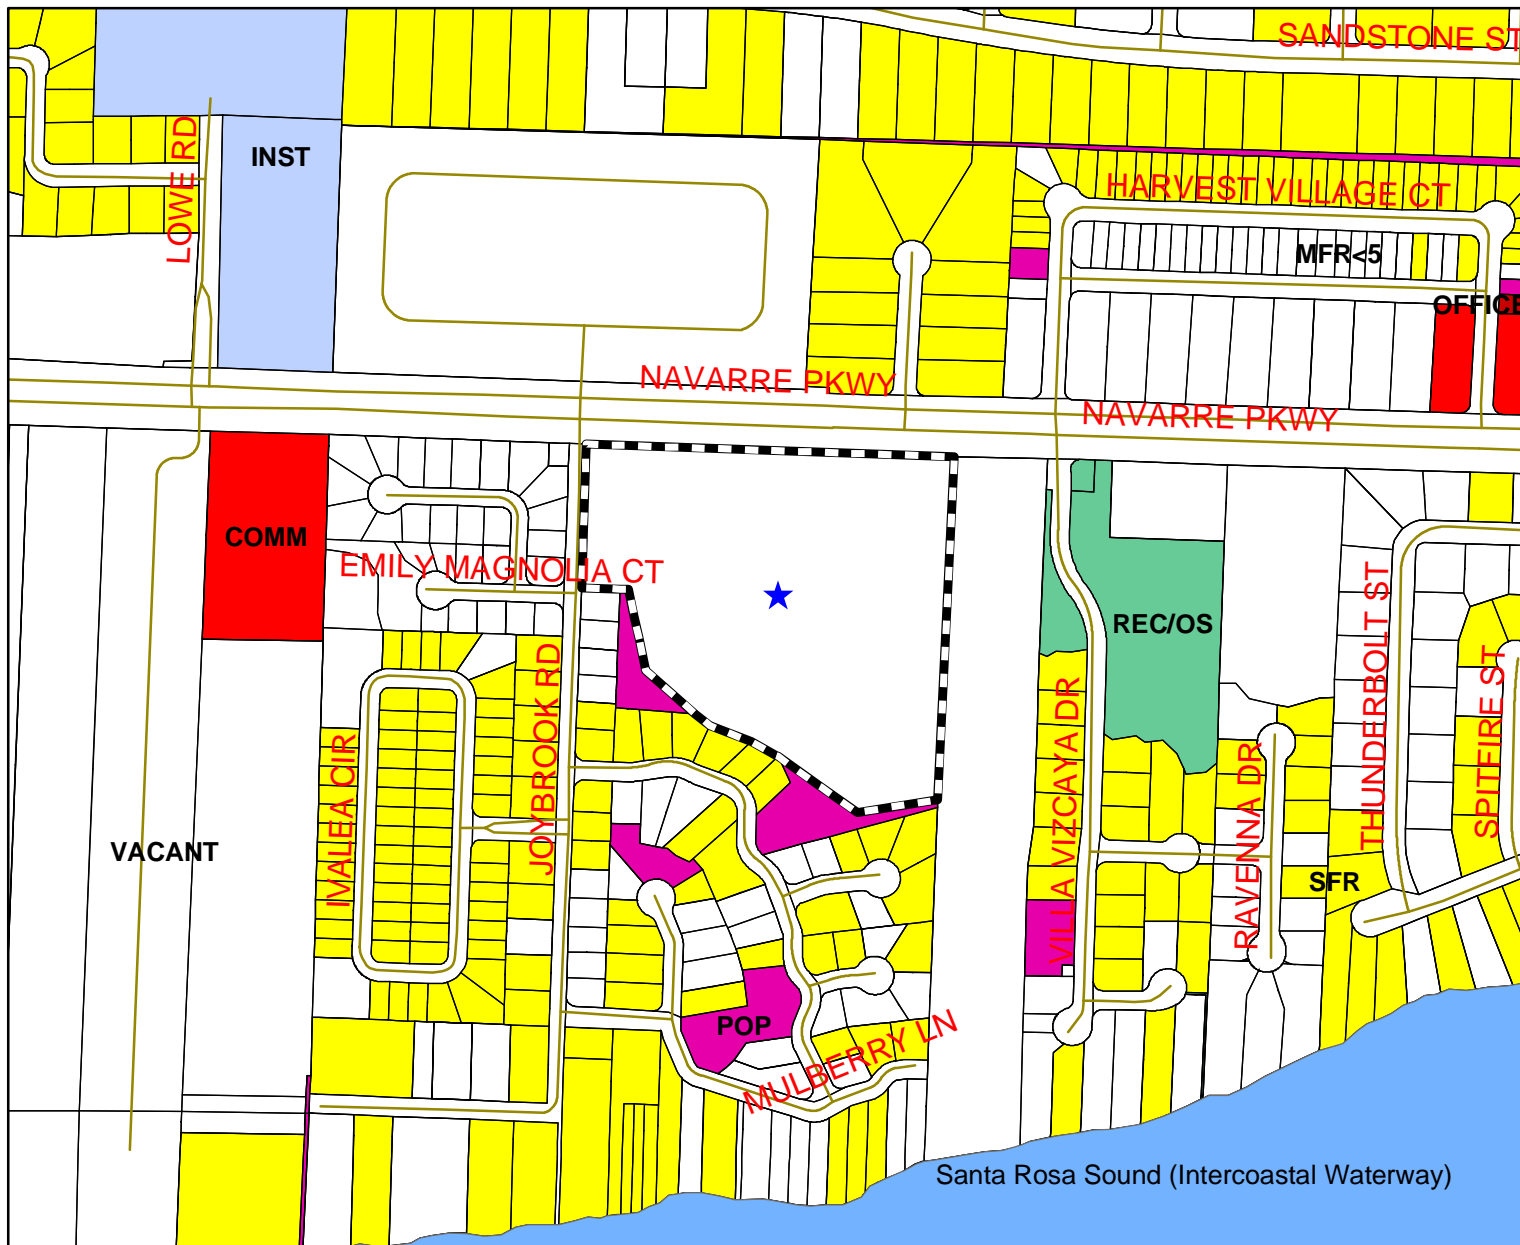 SANDSTONE ST
LOWE RD
INST
HARVEST VILLAGE CT
MFR<5
OFFICE
NAVARRE PKWY
NAVARRE PKWY
COMM
EMILY MAGNOLIA CT
REC/OS
THUNDERBOLT ST
SPITFIRE ST
JOYBROOK RD
VILLA VIZCAYA DR
RAVENNA DR
IMALEA CIR
VACANT
SFR
POP
MULBERRY LN
Santa Rosa Sound (Intercoastal Waterway)